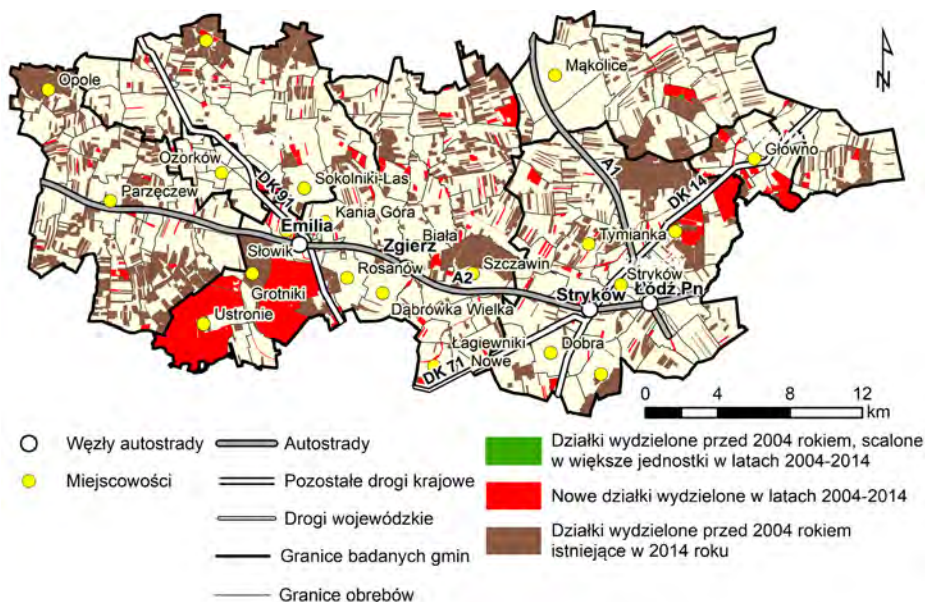 Opole
Mąkolice
N
Ozorków
DK 91
Sokolniki-Las
A1
DK 14
Główno
Parzęczew
Kania Góra
Emilia
Zgierz
Biała
Tymianka
Słowik
Rosanów
A2
Szczawin
Stryków
Grotniki
Stryków
Łódź Pn
Ustronie
Dąbrówka Wielka
Łagiewniki
Nowe
DK 71
Dobra
0 4 8 12
km
Węzły autostrady
Miejscowości
Autostrady
Pozostałe drogi krajowe
Drogi wojewódzkie
Granice badanych gmin
Granice obrębów
Działki wydzielone przed 2004 rokiem, scalone
w większe jednostki w latach 2004-2014
Nowe działki wydzielone w latach 2004-2014
Działki wydzielone przed 2004 rokiem
istniejące w 2014 roku